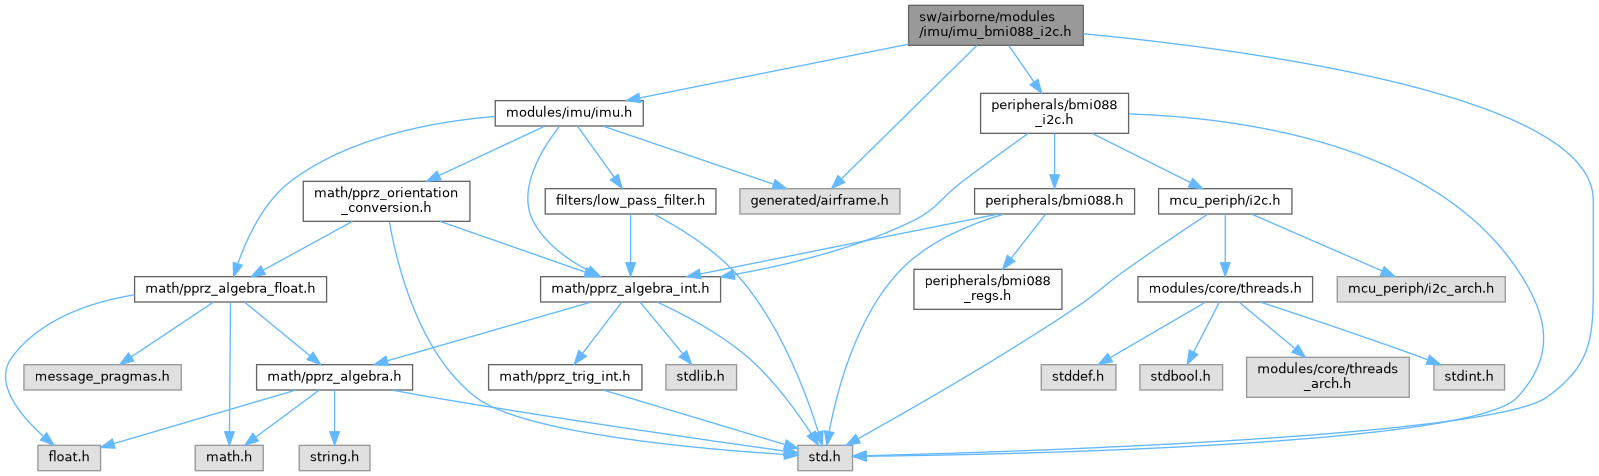 sw/airborne/modules
/imu/imu_bmi088_i2c.h
modules/imu/imu.h
peripherals/bmi088
_i2c.h
math/pprz_orientation
_conversion.h
filters/low_pass_filter.h
generated/airframe.h
peripherals/bmi088.h
mcu_periph/i2c.h
math/pprz_algebra_float.h
math/pprz_algebra_int.h
peripherals/bmi088
_regs.h
modules/core/threads.h
mcu_periph/i2c_arch.h
message_pragmas.h
math/pprz_algebra.h
math/pprz_trig_int.h
stdlib.h
stddef.h
stdbool.h
modules/core/threads
_arch.h
stdint.h
float.h
math.h
string.h
std.h